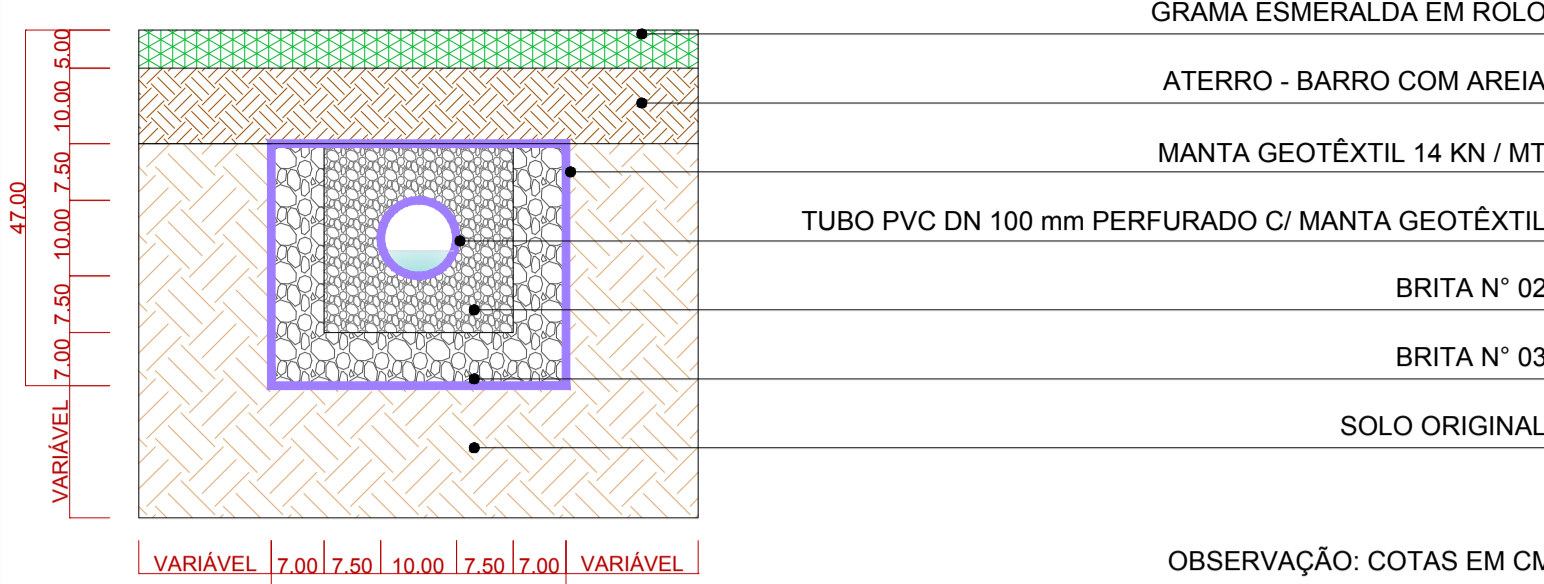 GRAMA ESMERALDA EM ROLO
ATERRO - BARRO COM AREIA
MANTA GEOTÊXTIL 14 KN / MT
TUBO PVC DN 100 mm PERFURADO C/ MANTA GEOTÊXTIL
BRITA N° 02
BRITA N° 03
SOLO ORIGINAL
47.00
5.00
10.00
7.50
10.00
7.50
7.00
VARIÁVEL
VARIÁVEL 7.00 7.50 10.00 7.50 7.00 VARIÁVEL
OBSERVAÇÃO: COTAS EM CM